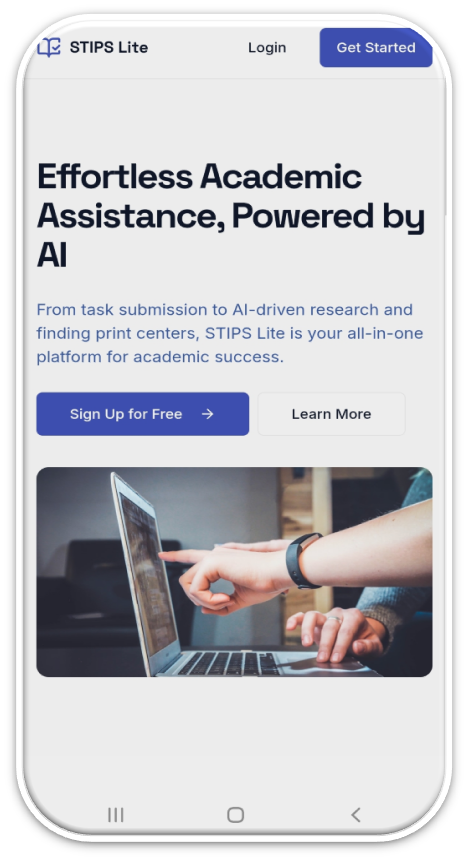 STIPS Lite Login Get Started
Effortless Academic
Assistance, Powered by
AI
From task submission to AI-driven research and
finding print centers, STIPS Lite is your all-in-one
platform for academic success.
Sign Up for Free → Learn More